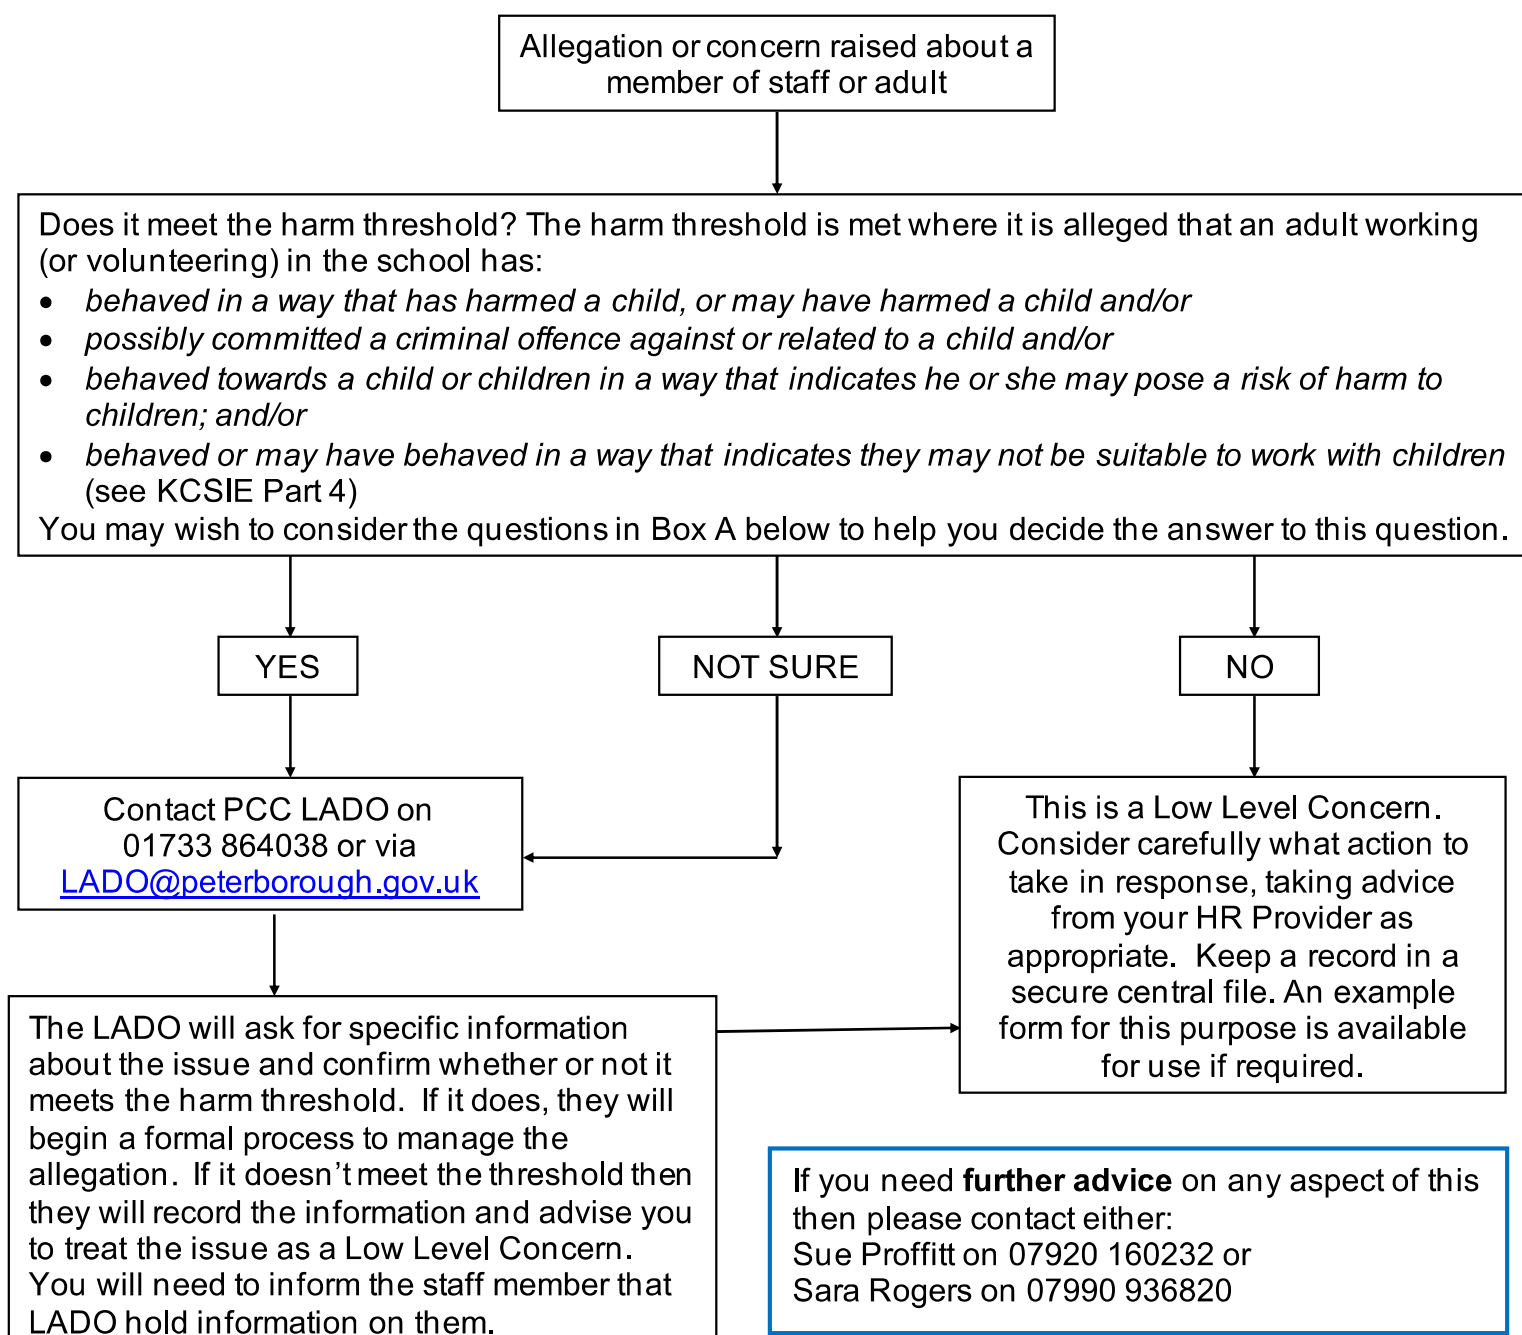 Allegation or concern raised about a
member of staff or adult
Does it meet the harm threshold? The harm threshold is met where it is alleged that an adult working
(or volunteering) in the school has:
• behaved in a way that has harmed a child, or may have harmed a child and/or
• possibly committed a criminal offence against or related to a child and/or
• behaved towards a child or children in a way that indicates he or she may pose a risk of harm to
children; and/or
• behaved or may have behaved in a way that indicates they may not be suitable to work with children
(see KCSIE Part 4)
You may wish to consider the questions in Box A below to help you decide the answer to this question.
YES
NOT SURE
NO
Contact PCC LADO on
01733 864038 or via
LADO@peterborough.gov.uk
This is a Low Level Concern.
Consider carefully what action to
take in response, taking advice
from your HR Provider as
appropriate. Keep a record in a
secure central file. An example
form for this purpose is available
for use if required.
The LADO will ask for specific information
about the issue and confirm whether or not it
meets the harm threshold. If it does, they will
begin a formal process to manage the
allegation. If it doesn’t meet the threshold then
they will record the information and advise you
to treat the issue as a Low Level Concern.
You will need to inform the staff member that
LADO hold information on them.
If you need further advice on any aspect of this
then please contact either:
Sue Proffitt on 07920 160232 or
Sara Rogers on 07990 936820